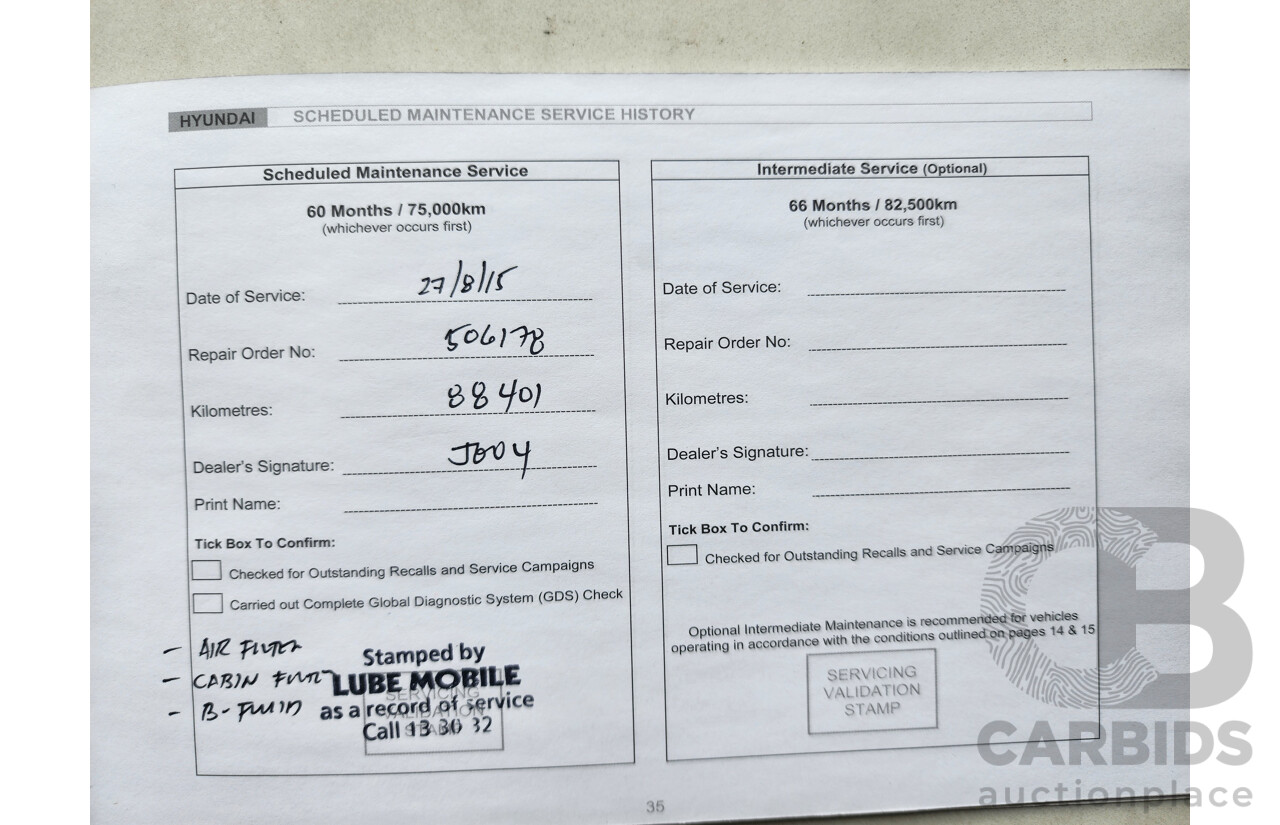 HYUNDAI SCHEDULED MAINTENANCE SERVICE HISTORY
Scheduled Maintenance Service
60 Months / 75,000km
(whichever occurs first)
Date of Service: 27/8/15
Repair Order No: 506178
Kilometres: 88401
Dealer's Signature:
Print Name:
Tick Box To Confirm:
Checked for Outstanding Recalls and Service Campaigns
Carried out Complete Global Diagnostic System (GDS) Check
- AIR FILTER
- CABIN FILTER
- B-FLUID
Stamped by
LUBE MOBILE
as a record of service
Call 13 30 32
SERVICING
VALIDATION
STAMP
Intermediate Service (Optional)
66 Months / 82,500km
(whichever occurs first)
Date of Service:
Repair Order No:
Kilometres:
Dealer's Signature:
Print Name:
Tick Box To Confirm:
Checked for Outstanding Recalls and Service Campaigns
Optional Intermediate Maintenance is recommended for vehicles
operating in accordance with the conditions outlined on pages 14 & 15
SERVICING
VALIDATION
STAMP
35
CB
CARBIDS
auctionplace